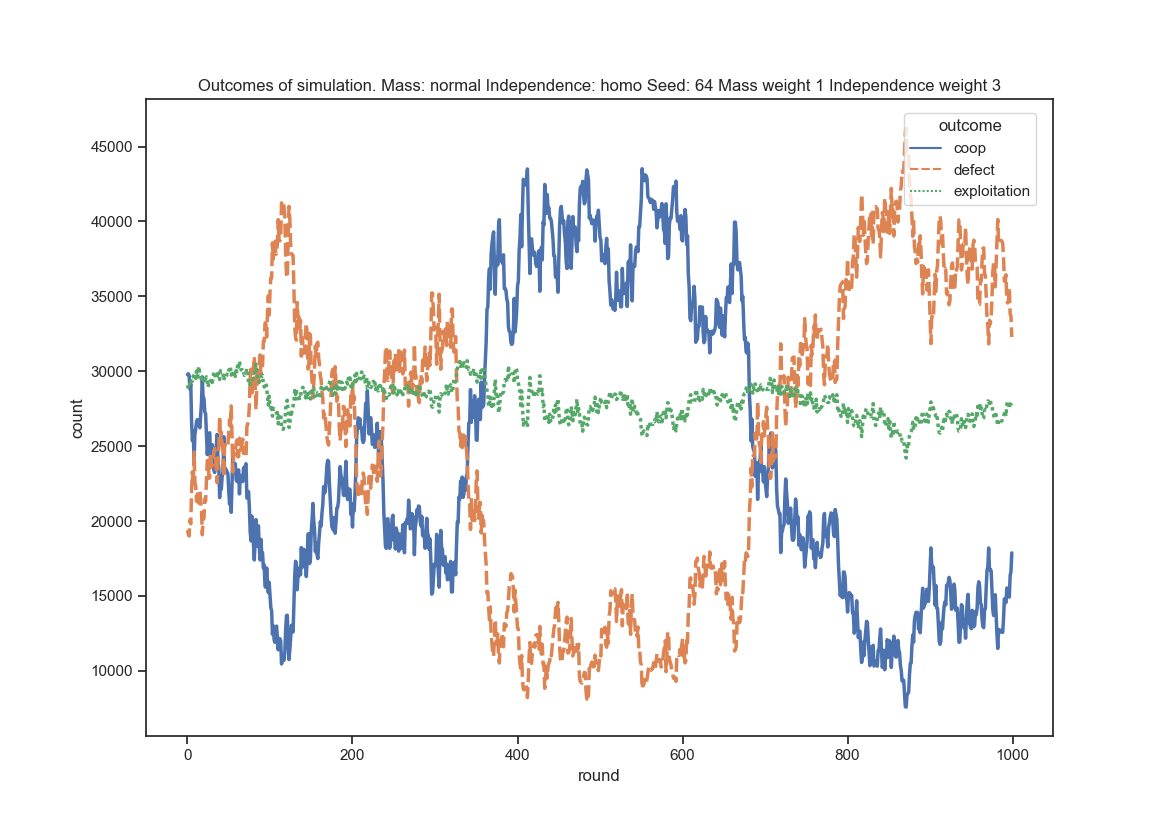 Outcomes of simulation. Mass: normal Independence: homo Seed: 64 Mass weight 1 Independence weight 3
outcome
coop
defect
exploitation
45000
40000
35000
30000
25000
20000
15000
10000
count
0 200 400 600 800 1000
round